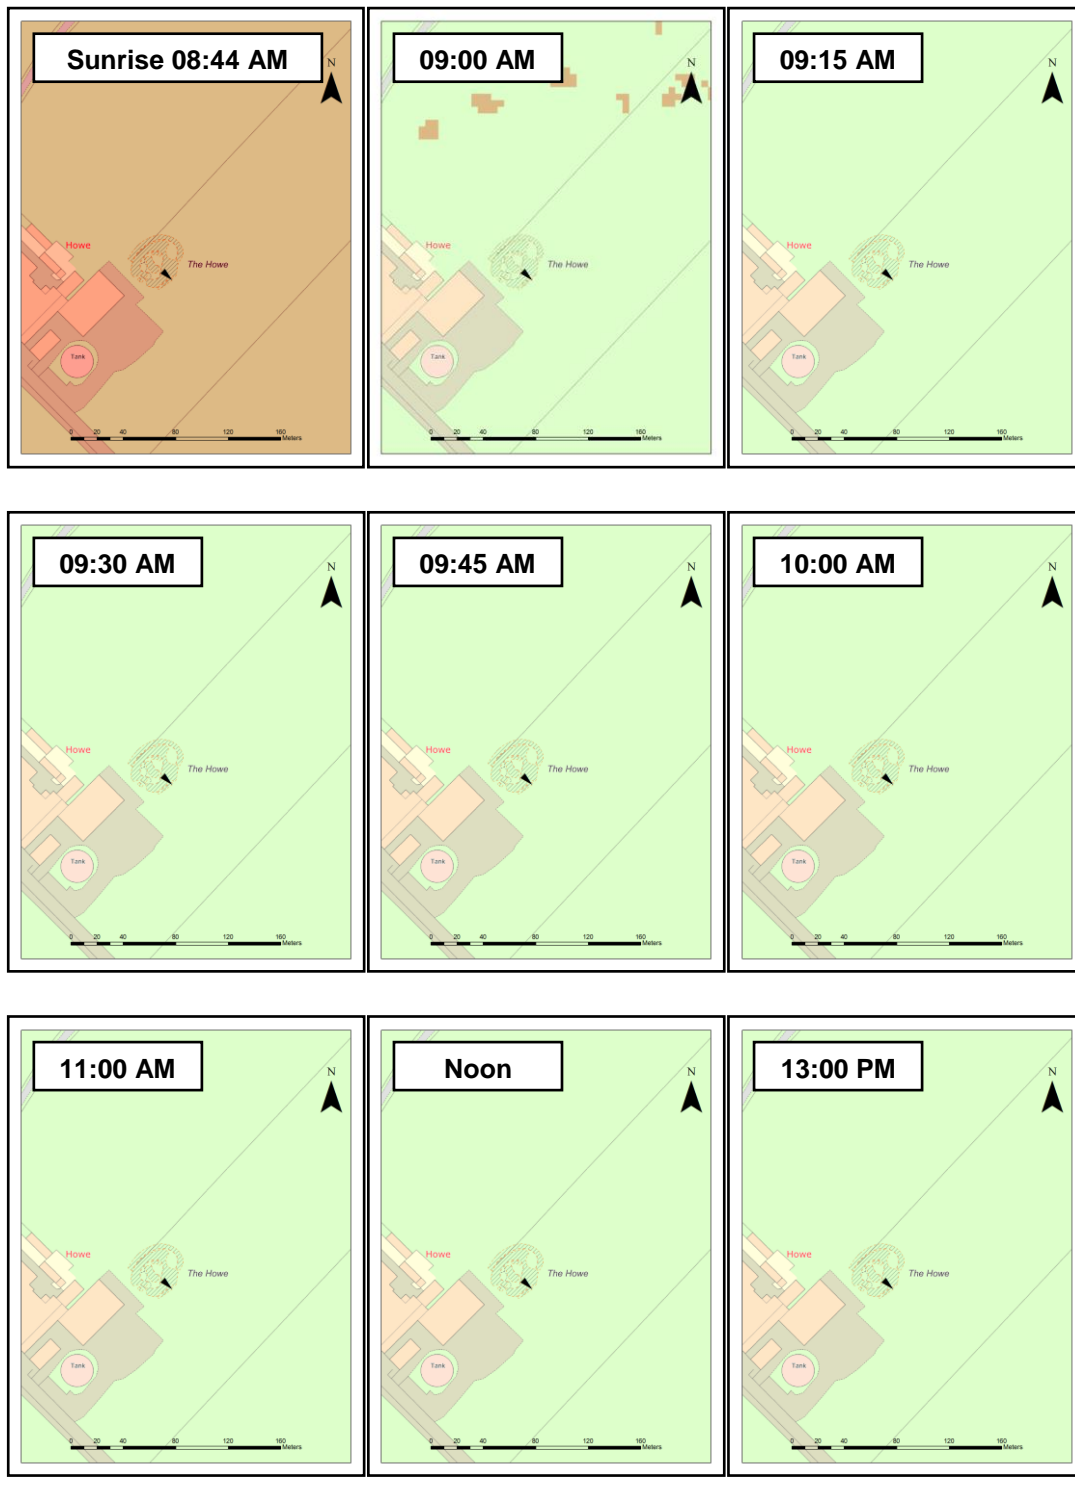 Sunrise 08:44 AM
N
Howe
The Howe
Tank
0 20 40 80 120 160
Meters
09:00 AM
N
Howe
The Howe
Tank
0 20 40 80 120 160
Meters
09:15 AM
N
Howe
The Howe
Tank
0 20 40 80 120 160
Meters
09:30 AM
N
Howe
The Howe
Tank
0 20 40 80 120 160
Meters
09:45 AM
N
Howe
The Howe
Tank
0 20 40 80 120 160
Meters
10:00 AM
N
Howe
The Howe
Tank
0 20 40 80 120 160
Meters
11:00 AM
N
Howe
The Howe
Tank
0 20 40 80 120 160
Meters
Noon
N
Howe
The Howe
Tank
0 20 40 80 120 160
Meters
13:00 PM
N
Howe
The Howe
Tank
0 20 40 80 120 160
Meters